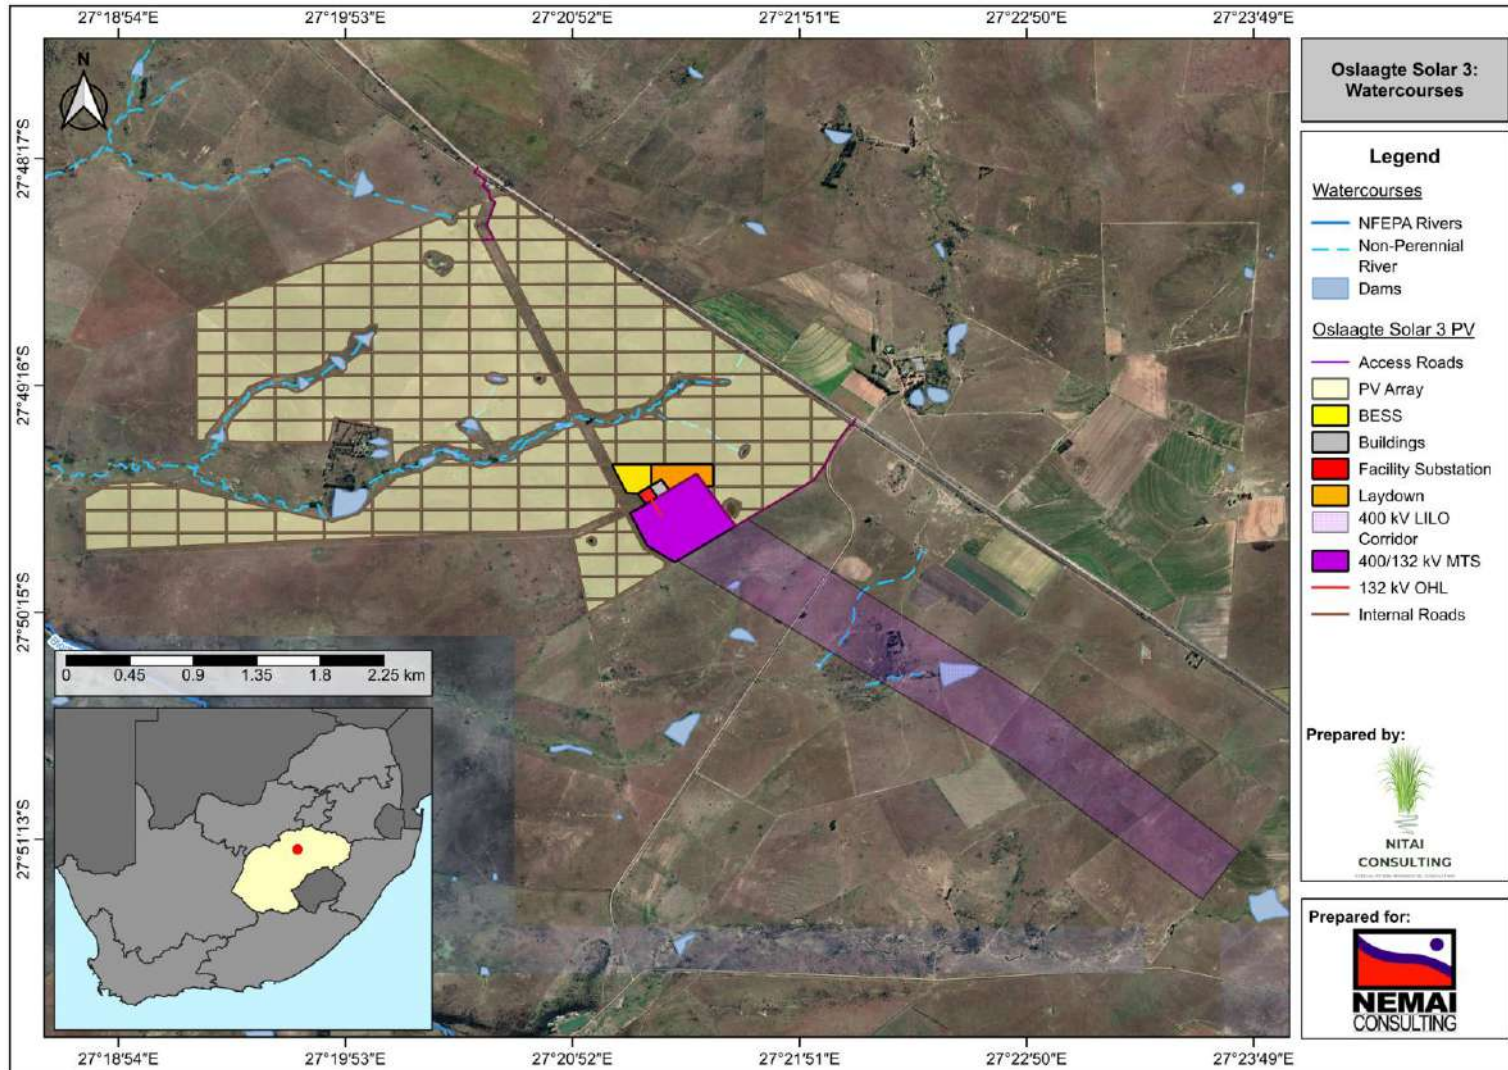 27°18'54"E 27°19'53"E 27°20'52"E 27°21'51"E 27°22'50"E 27°23'49"E
N
27°48'17"S
27°49'16"S
27°50'15"S
27°51'13"S
0 0.45 0.9 1.35 1.8 2.25 km
27°18'54"E 27°19'53"E 27°20'52"E 27°21'51"E 27°22'50"E 27°23'49"E
Oslaagte Solar 3:
Watercourses
Legend
Watercourses
NFEPA Rivers
Non-Perennial
River
Dams
Oslaagte Solar 3 PV
Access Roads
PV Array
BESS
Buildings
Facility Substation
Laydown
400 kV LILO
Corridor
400/132 kV MTS
132 kV OHL
Internal Roads
Prepared by:
NITAI
CONSULTING
Prepared for:
NEMAI
CONSULTING